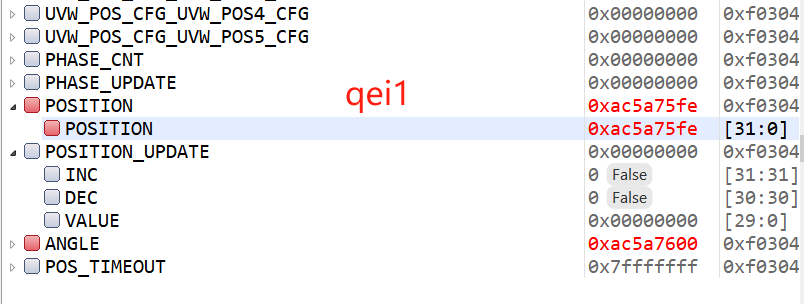 UVW_POS_CFG_UVW_POS4_CFG 0x00000000 0xf0304
UVW_POS_CFG_UVW_POS5_CFG 0x00000000 0xf0304
PHASE_CNT 0x00000000 0xf0304
PHASE_UPDATE 0x00000000 0xf0304
qei1
POSITION 0xac5a75fe 0xf0304
POSITION 0xac5a75fe [31:0]
POSITION_UPDATE 0x00000000 0xf0304
INC 0 False [31:31]
DEC 0 False [30:30]
VALUE 0x00000000 [29:0]
ANGLE 0xac5a7600 0xf0304
POS_TIMEOUT 0x7fffffff 0xf0304